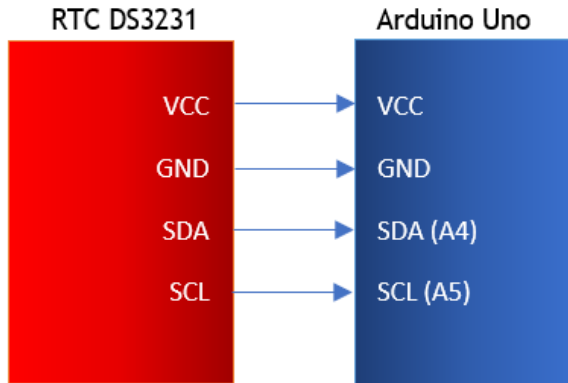 RTC DS3231 Arduino Uno
VCC VCC
GND GND
SDA SDA (A4)
SCL SCL (A5)